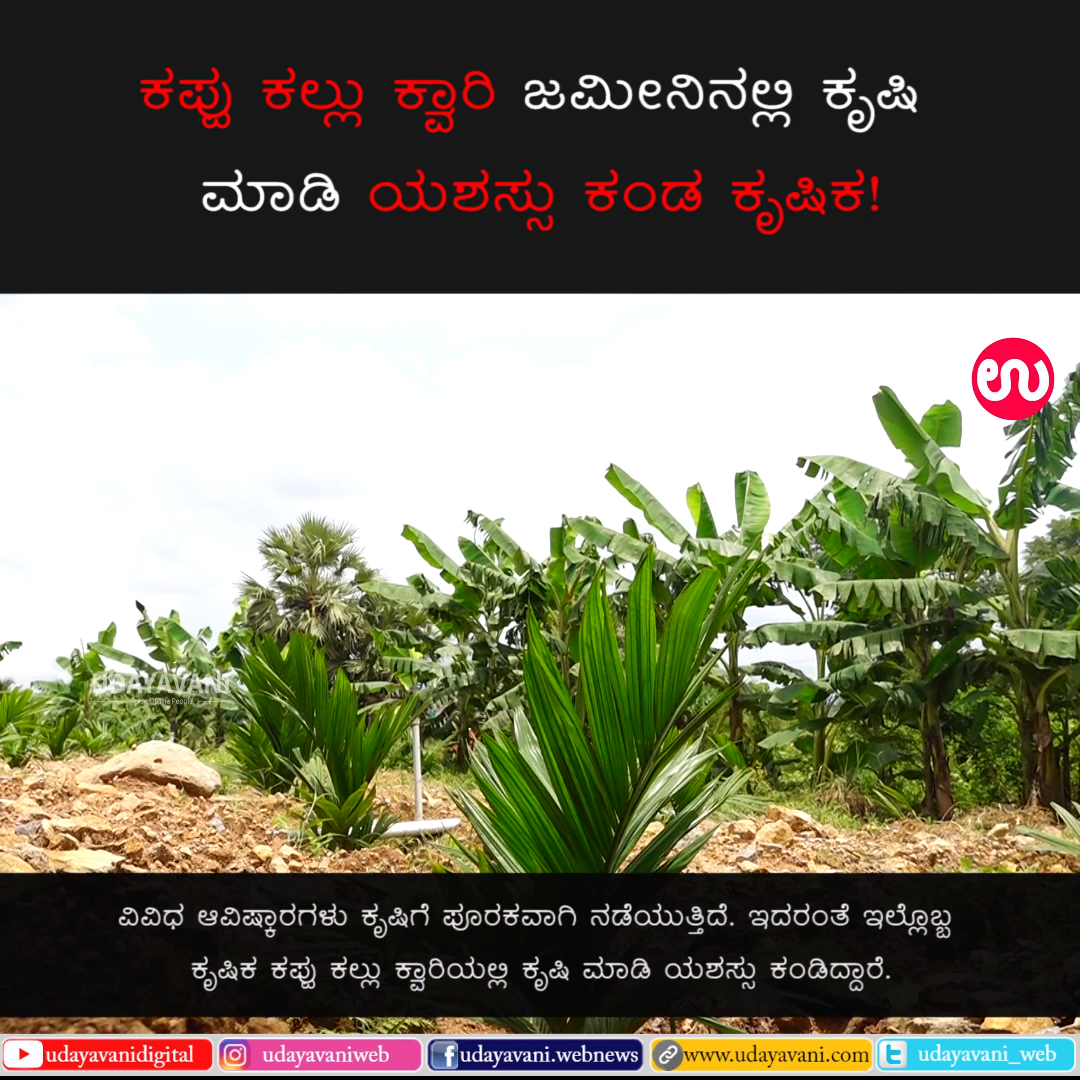 ಕಪ್ಪು ಕಲ್ಲು ಕ್ವಾರಿ ಜಮೀನಿನಲ್ಲಿ ಕೃಷಿ
ಮಾಡಿ ಯಶಸ್ಸು ಕಂಡ ಕೃಷಿಕ!
ಉ
UDAYAVANI
ವಿವಿಧ ಆವಿಷ್ಕಾರಗಳು ಕೃಷಿಗೆ ಪೂರಕವಾಗಿ ನಡೆಯುತ್ತಿದೆ. ಇದರಂತೆ ಇಲ್ಲೊಬ್ಬ
ಕೃಷಿಕ ಕಪ್ಪು ಕಲ್ಲು ಕ್ವಾರಿಯಲ್ಲಿ ಕೃಷಿ ಮಾಡಿ ಯಶಸ್ಸು ಕಂಡಿದ್ದಾರೆ.
udayavanidigital udayavaniweb udayavani.webnews www.udayavani.com udayavani_web